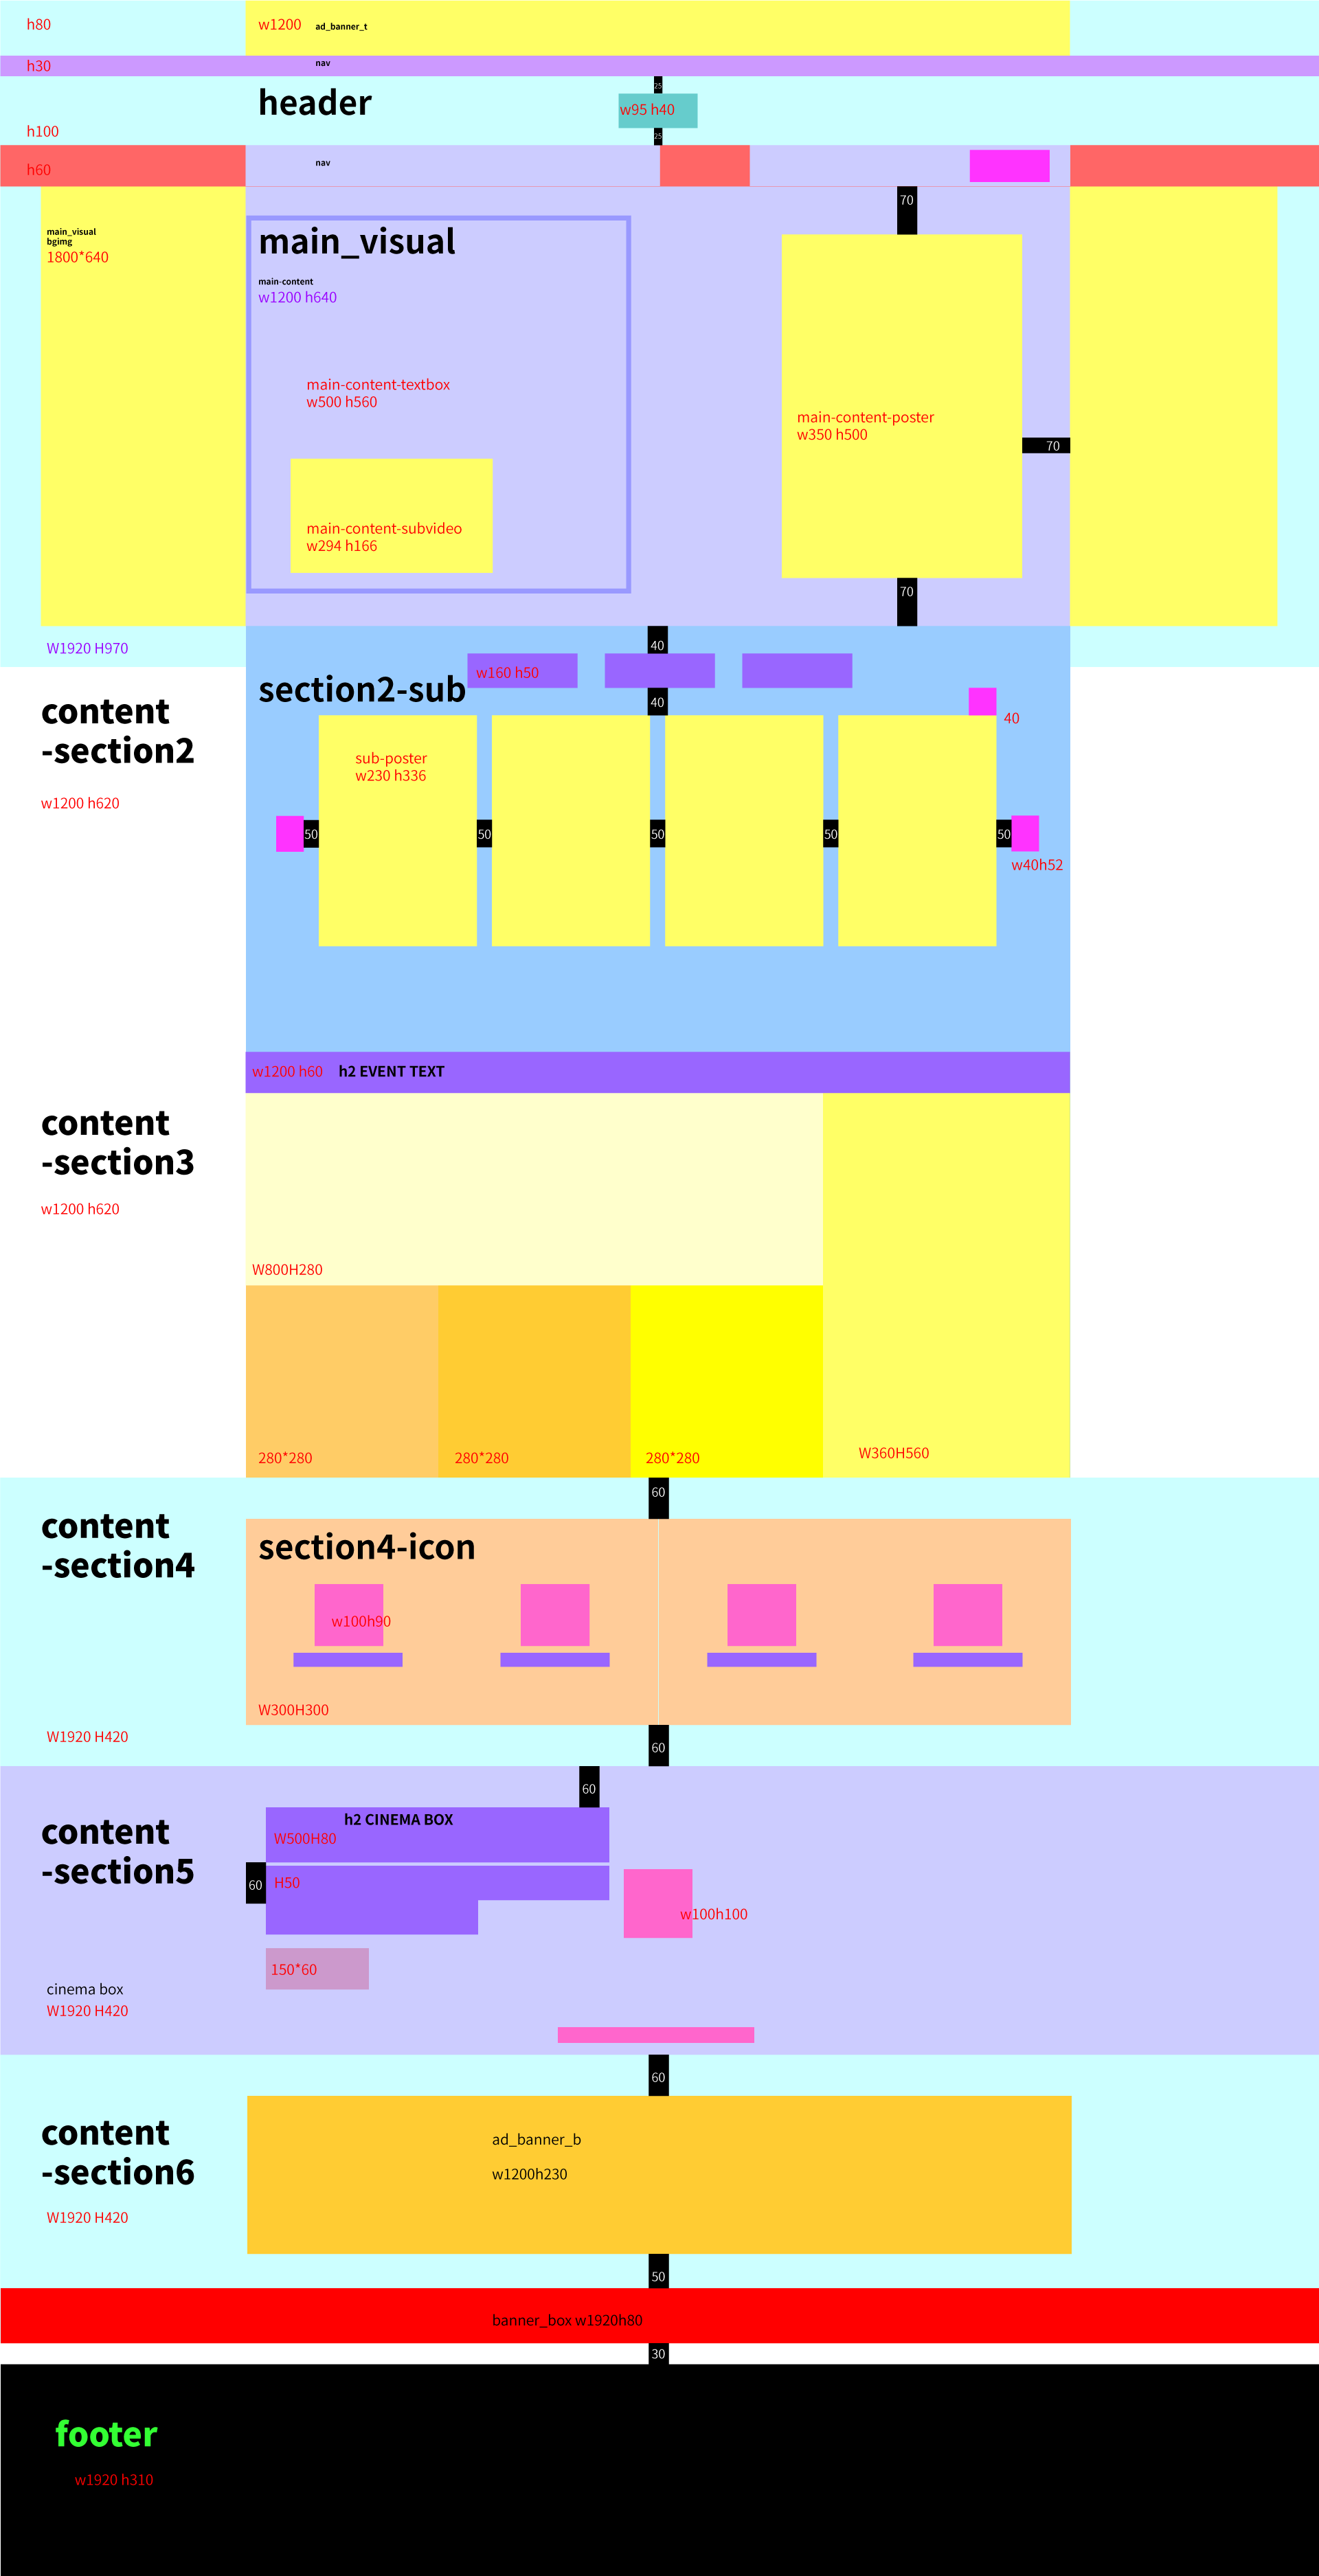 h80
w1200
ad_banner_t
h30
nav
header
25
w95 h40
25
h100
h60
nav
70
main_visual
bgimg
1800*640
main_visual
main-content
w1200 h640
main-content-textbox
w500 h560
main-content-poster
w350 h500
70
main-content-subvideo
w294 h166
70
W1920 H970
40
w160 h50
section2-sub
40
40
content
-section2
w1200 h620
sub-poster
w230 h336
50
50
50
50
50
w40h52
w1200 h60
h2 EVENT TEXT
content
-section3
w1200 h620
W800H280
280*280
280*280
280*280
W360H560
60
content
-section4
section4-icon
w100h90
W300H300
W1920 H420
60
60
content
-section5
h2 CINEMA BOX
W500H80
60
H50
w100h100
150*60
cinema box
W1920 H420
60
content
-section6
ad_banner_b
w1200h230
W1920 H420
50
banner_box w1920h80
30
footer
w1920 h310